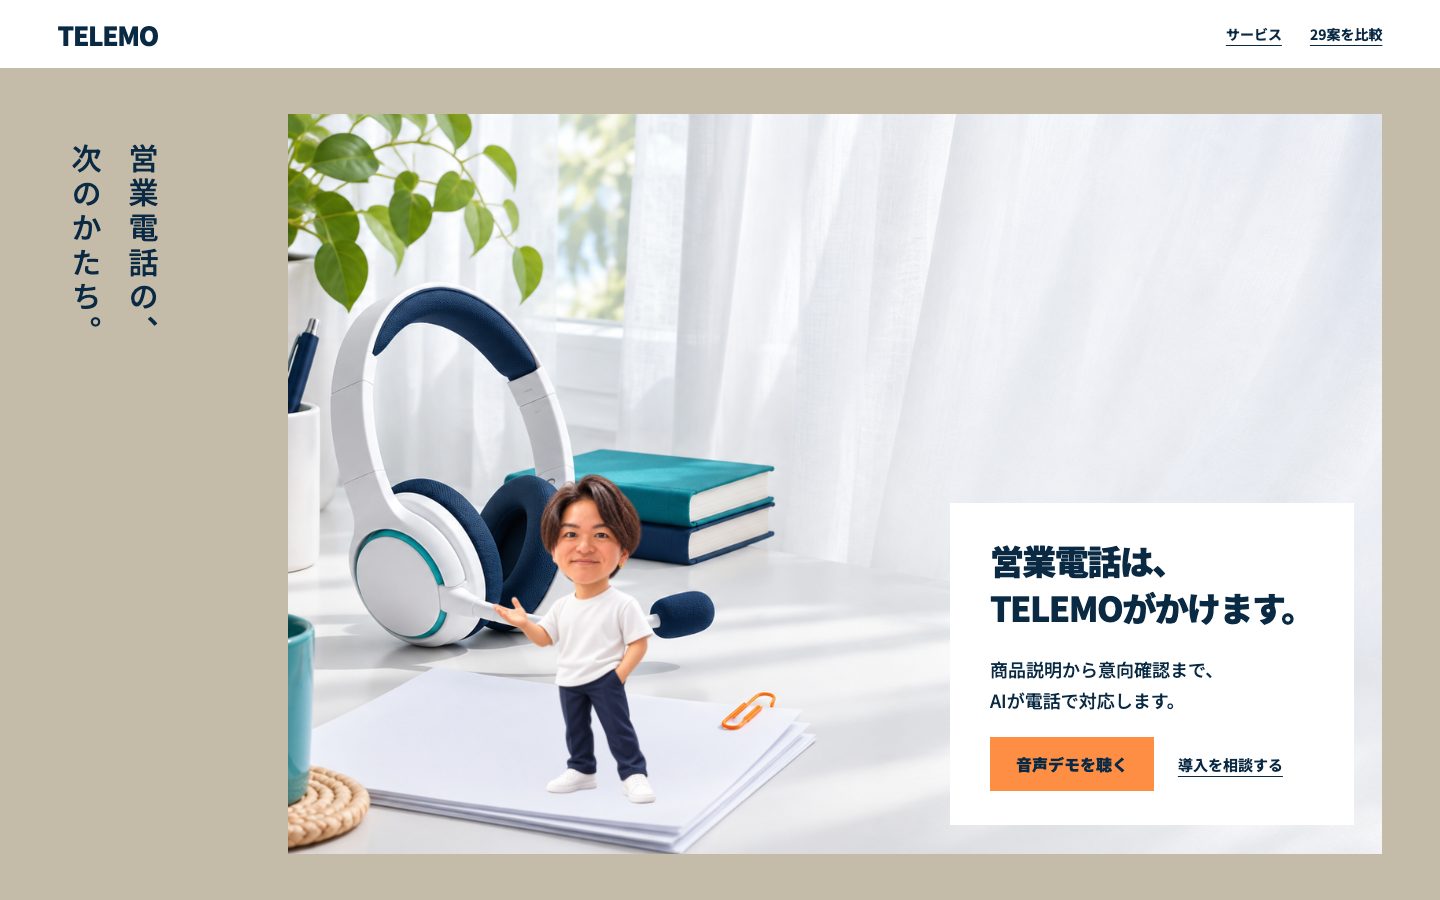 TELEMO
サービス
29案を比較
営業電話の、
次のかたち。
営業電話は、
TELEMOがかけます。
商品説明から意向確認まで、
AIが電話で対応します。
音声デモを聴く
導入を相談する